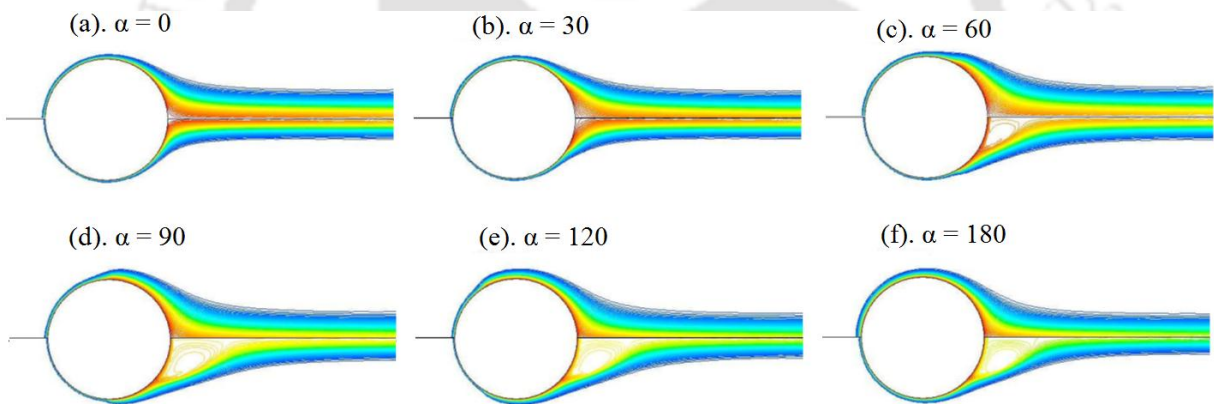 (a). α = 0
(b). α = 30
(c). α = 60
(d). α = 90
(e). α = 120
(f). α = 180